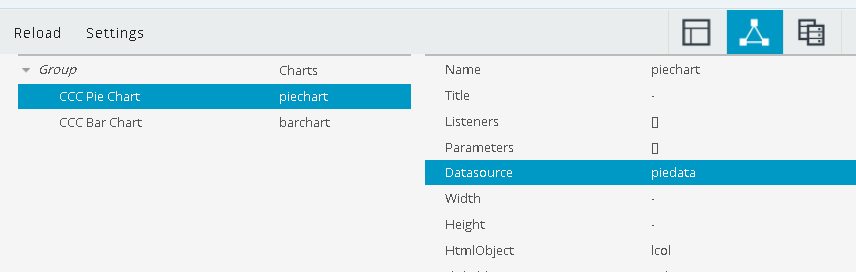 Reload Settings
Group Charts
CCC Pie Chart piechart
CCC Bar Chart barchart
Name piechart
Title -
Listeners []
Parameters []
Datasource piedata
Width -
Height -
HtmlObject lcol